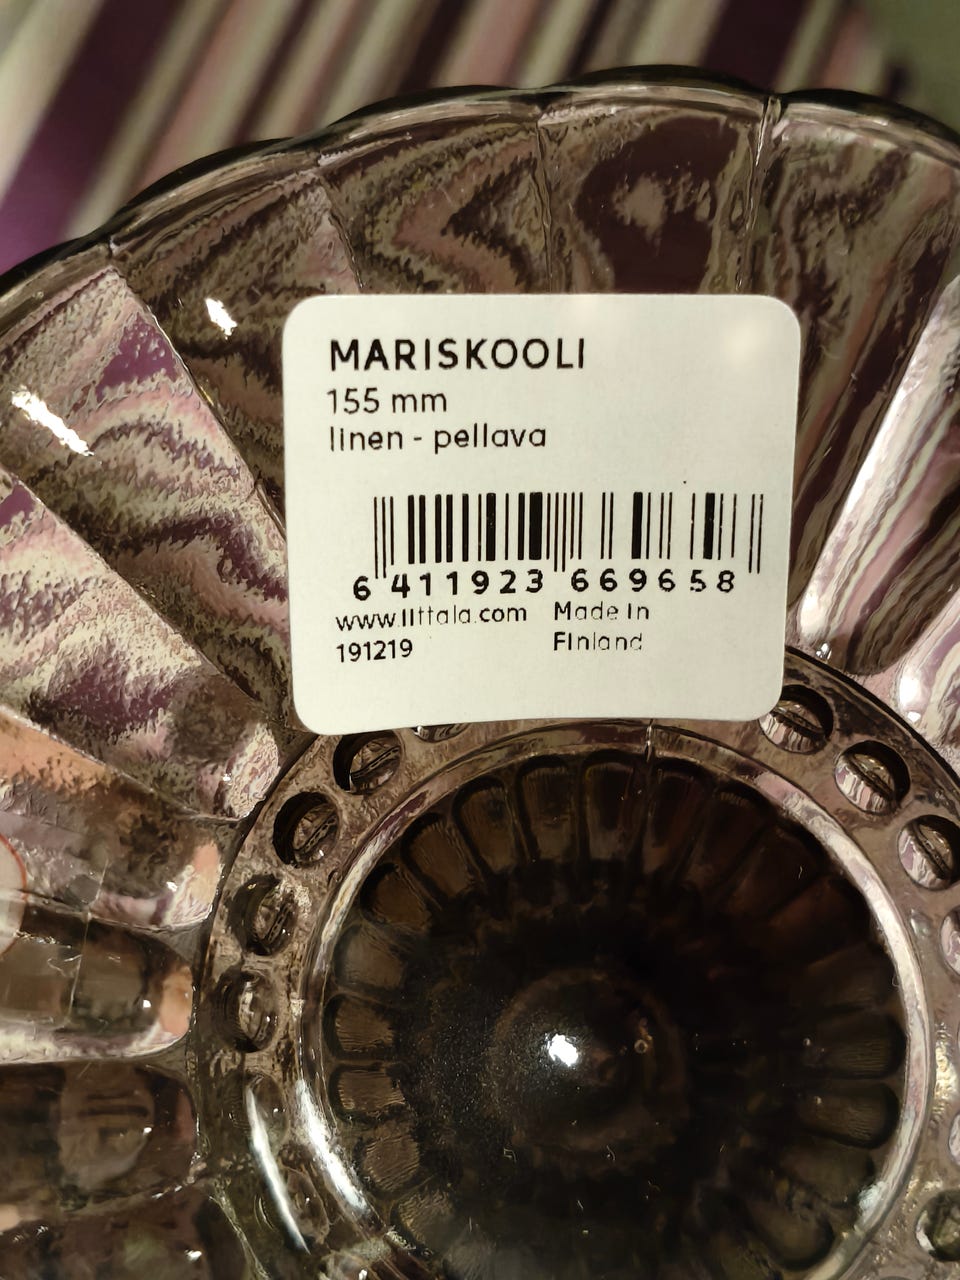 MARISKOOLI
155 mm
linen - pellava
6 411923 669658
www.iittala.com Made in
191219 Finland